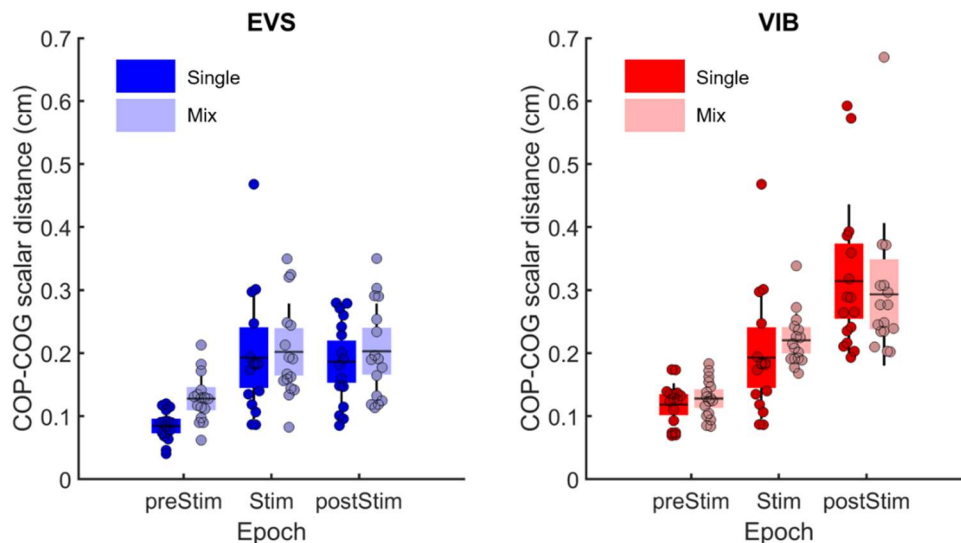 EVS
COP-COG scalar distance (cm)
0.7
0.6
0.5
0.4
0.3
0.2
0.1
0
Single
Mix
preStim Stim postStim
Epoch
VIB
COP-COG scalar distance (cm)
0.7
0.6
0.5
0.4
0.3
0.2
0.1
0
Single
Mix
preStim Stim postStim
Epoch